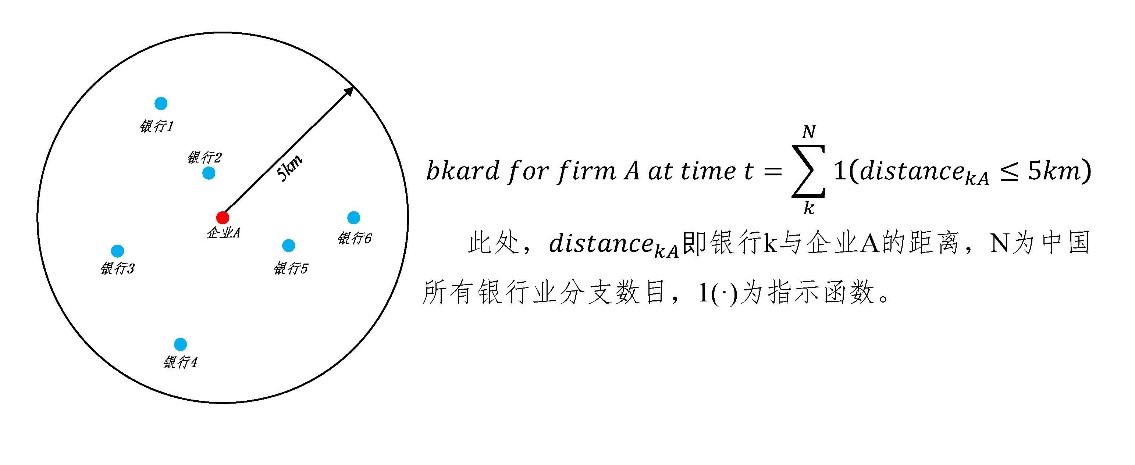 银行1
银行2
5km
企业A
银行6
银行3
银行5
银行4
bkard for firm A at time t = ∑_{k}^{N} 1(distance_{kA} ≤ 5km)
此处，distance_{kA}即银行k与企业A的距离，N为中国
所有银行业分支数目，1(·)为指示函数。